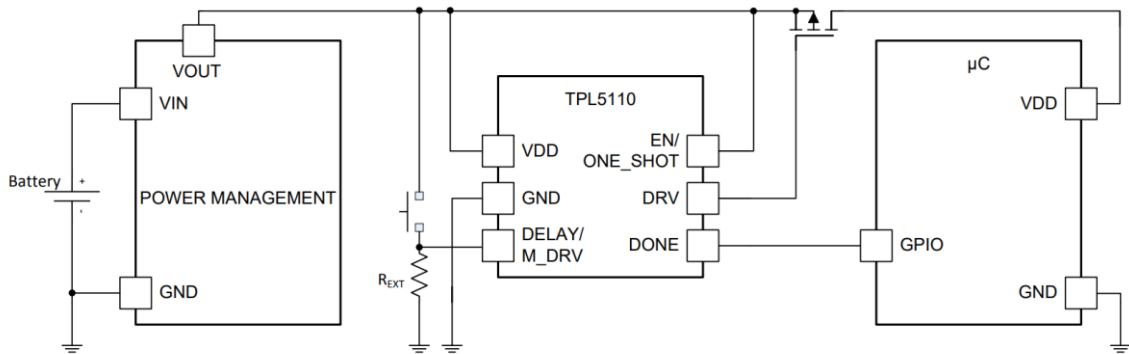 VOUT
VIN
Battery
+
-
POWER MANAGEMENT
GND
REXT
TPL5110
VDD
EN/
ONE_SHOT
GND
DRV
DELAY/
M_DRV
DONE
µC
VDD
GPIO
GND